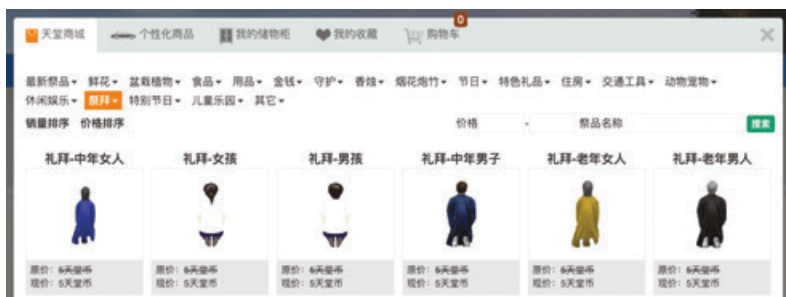 0
天堂商城 个性化商品 我的储物柜 我的收藏 购物车
最新祭品 鲜花 盆栽植物 食品 用品 金钱 守护 香烛 烟花炮竹 节日 特色礼品 住房 交通工具 动物宠物
休闲娱乐 祭拜 特别节日 儿童乐园 其它
销量排序 价格排序 价格 - 祭品名称 搜索
礼拜-中年女人 礼拜-女孩 礼拜-男孩 礼拜-中年男子 礼拜-老年女人 礼拜-老年男人
原价: 5天堂币 原价: 5天堂币 原价: 5天堂币 原价: 5天堂币 原价: 5天堂币 原价: 5天堂币
现价: 5天堂币 现价: 5天堂币 现价: 5天堂币 现价: 5天堂币 现价: 5天堂币 现价: 5天堂币